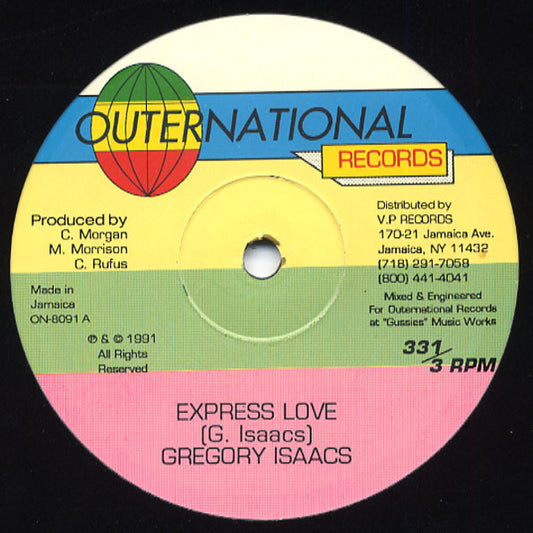 OUTERNATIONAL
RECORDS
Produced by
C. Morgan
M. Morrison
C. Rufus
Distributed by
V.P RECORDS
170-21 Jamaica Ave.
Jamaica, NY 11432
(718) 291-7058
(800) 441-4041
Made in
Jamaica
ON-8091 A
Mixed & Engineered
For Outernational Records
at "Gussies" Music Works
℗ & © 1991
All Rights
Reserved
331/3 RPM
EXPRESS LOVE
(G. Isaacs)
GREGORY ISAACS